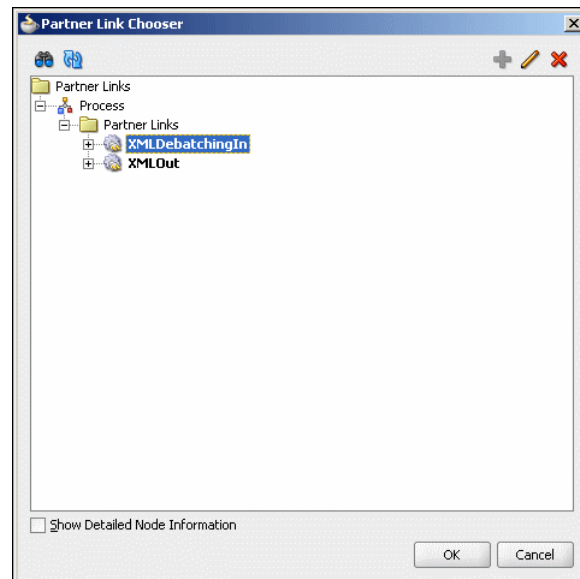 Partner Link Chooser
Partner Links
Process
Partner Links
XMLDebatchingIn
XMLOut
Show Detailed Node Information
OK
Cancel